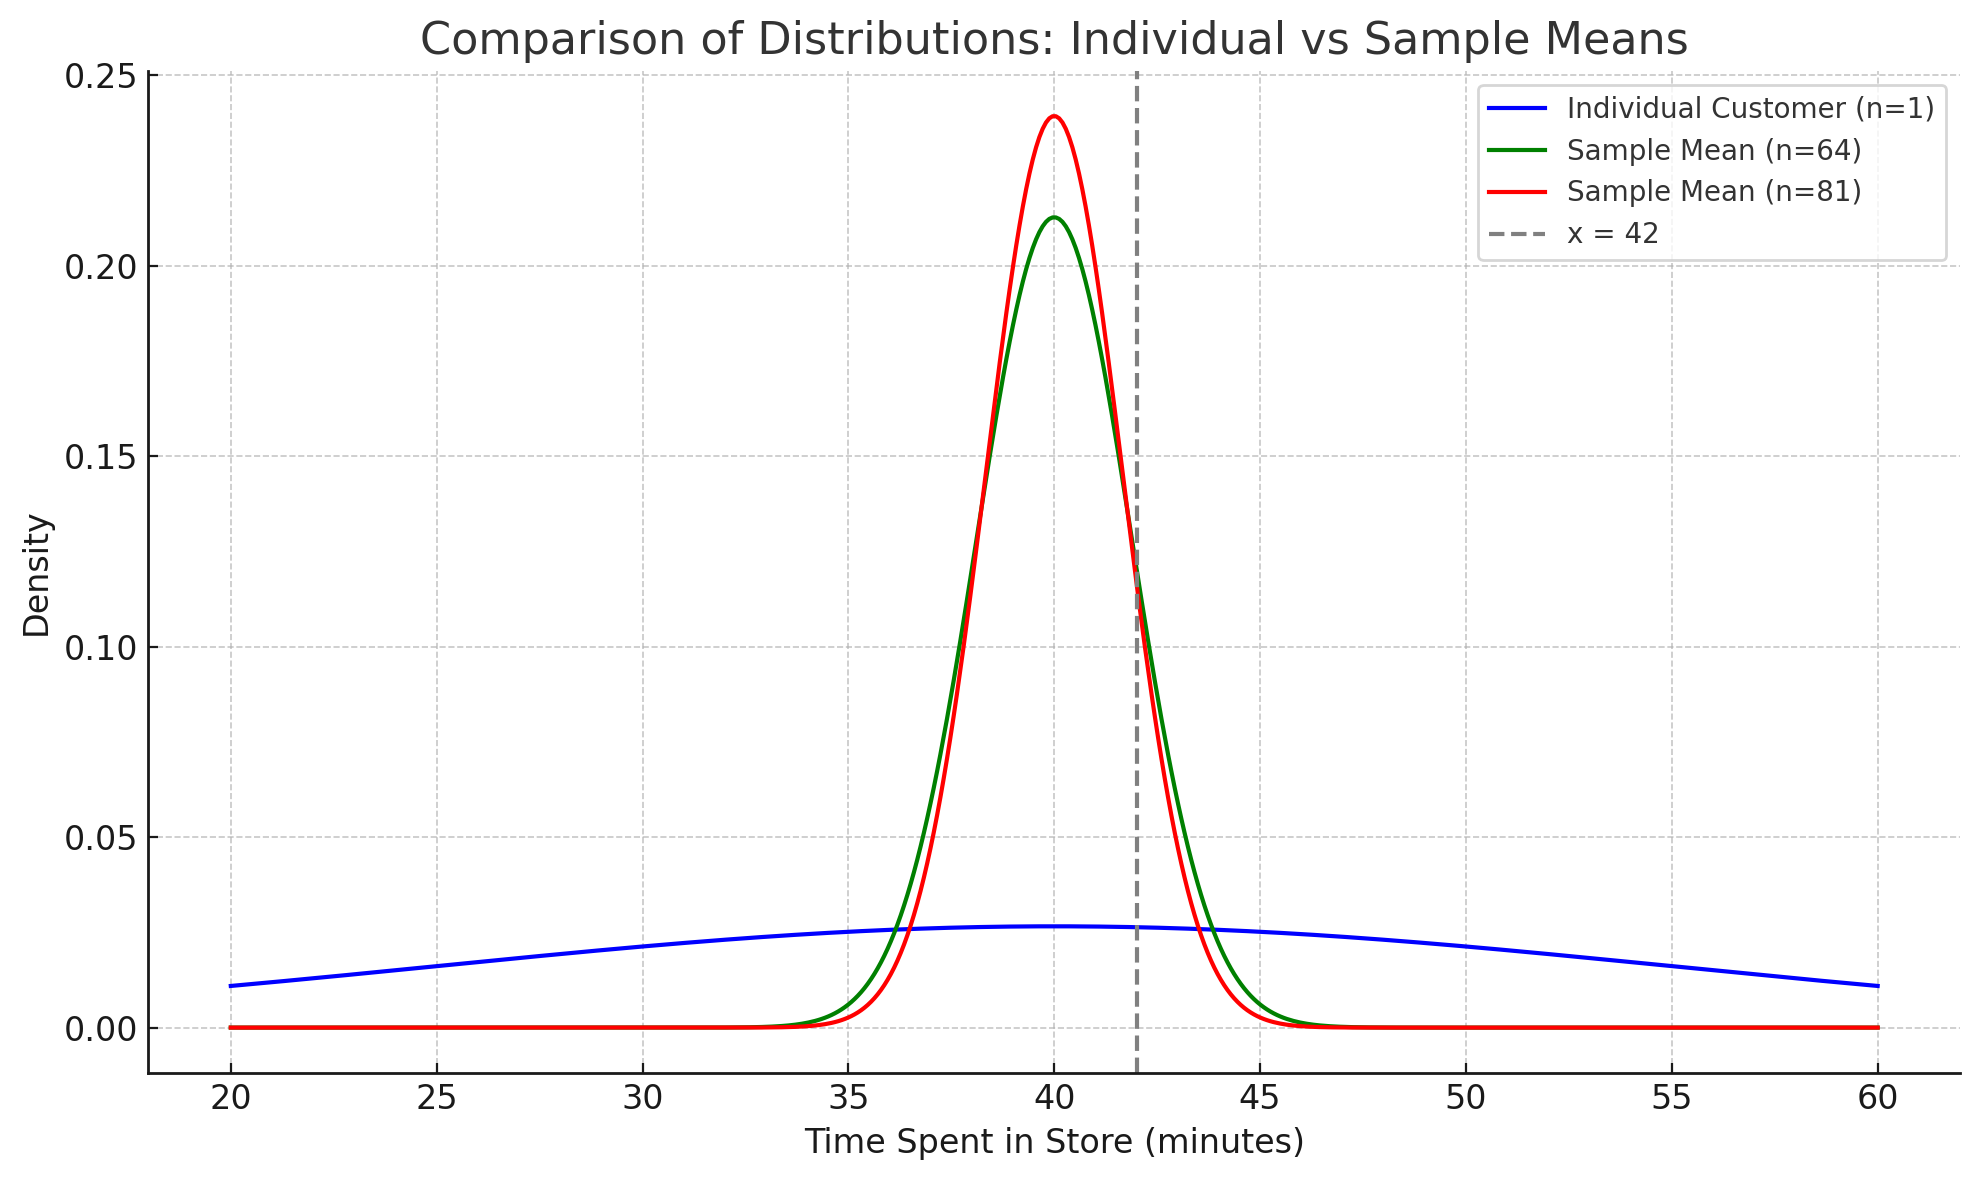 Comparison of Distributions: Individual vs Sample Means
Individual Customer (n=1)
Sample Mean (n=64)
Sample Mean (n=81)
x = 42
0.25
0.20
0.15
0.10
0.05
0.00
Density
20 25 30 35 40 45 50 55 60
Time Spent in Store (minutes)